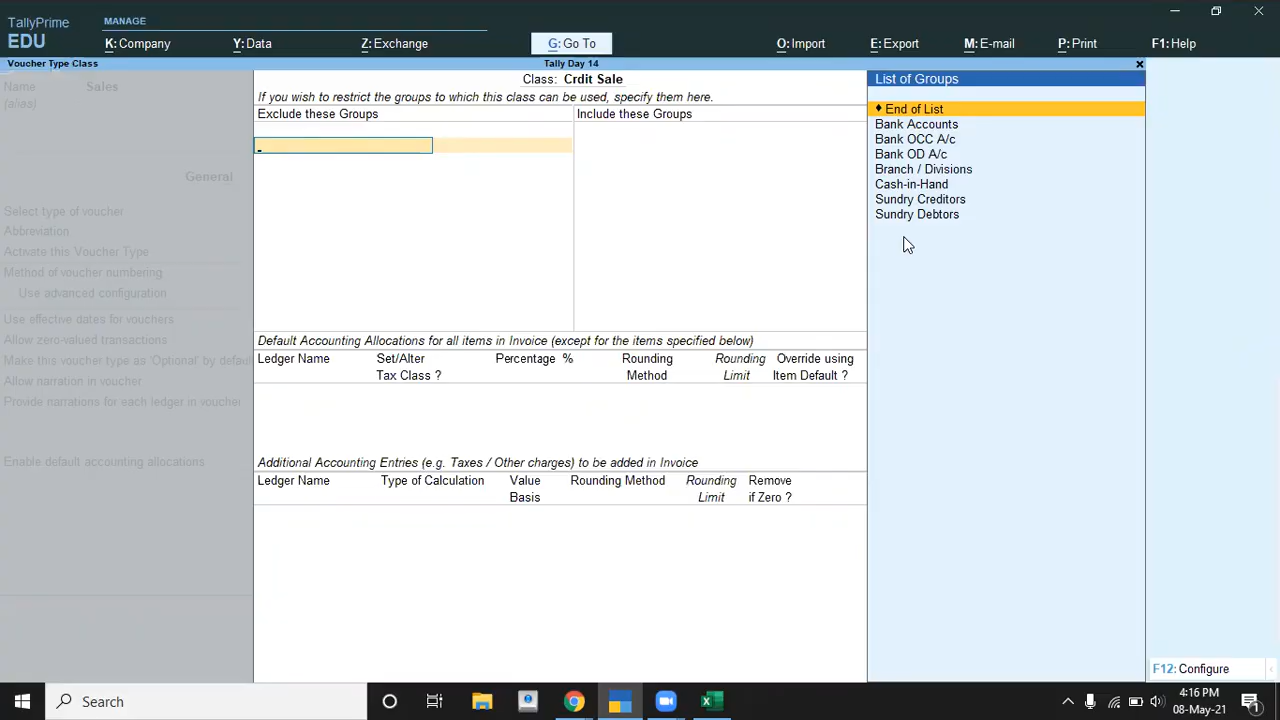 TallyPrime
EDU
MANAGE
K: Company
Y: Data
Z: Exchange
G: Go To
O: Import
E: Export
M: E-mail
P: Print
F1: Help
Voucher Type Class
Tally Day 14
Name
Sales
(alias)
General
Select type of voucher
Abbreviation
Activate this Voucher Type
Method of voucher numbering
Use advanced configuration
Use effective dates for vouchers
Allow zero-valued transactions
Make this voucher type as 'Optional' by defaul
Allow narration in voucher
Provide narrations for each ledger in voucher
Enable default accounting allocations
Class: Crdit Sale
If you wish to restrict the groups to which this class can be used, specify them here.
Exclude these Groups
Include these Groups
Default Accounting Allocations for all items in Invoice (except for the items specified below)
Ledger Name
Set/Alter
Tax Class ?
Percentage %
Rounding
Method
Rounding
Limit
Override using
Item Default ?
Additional Accounting Entries (e.g. Taxes / Other charges) to be added in Invoice
Ledger Name
Type of Calculation
Value
Basis
Rounding Method
Rounding
Limit
Remove
if Zero ?
List of Groups
End of List
Bank Accounts
Bank OCC A/c
Bank OD A/c
Branch / Divisions
Cash-in-Hand
Sundry Creditors
Sundry Debtors
F12: Configure
Search
4:16 PM
08-May-21
1